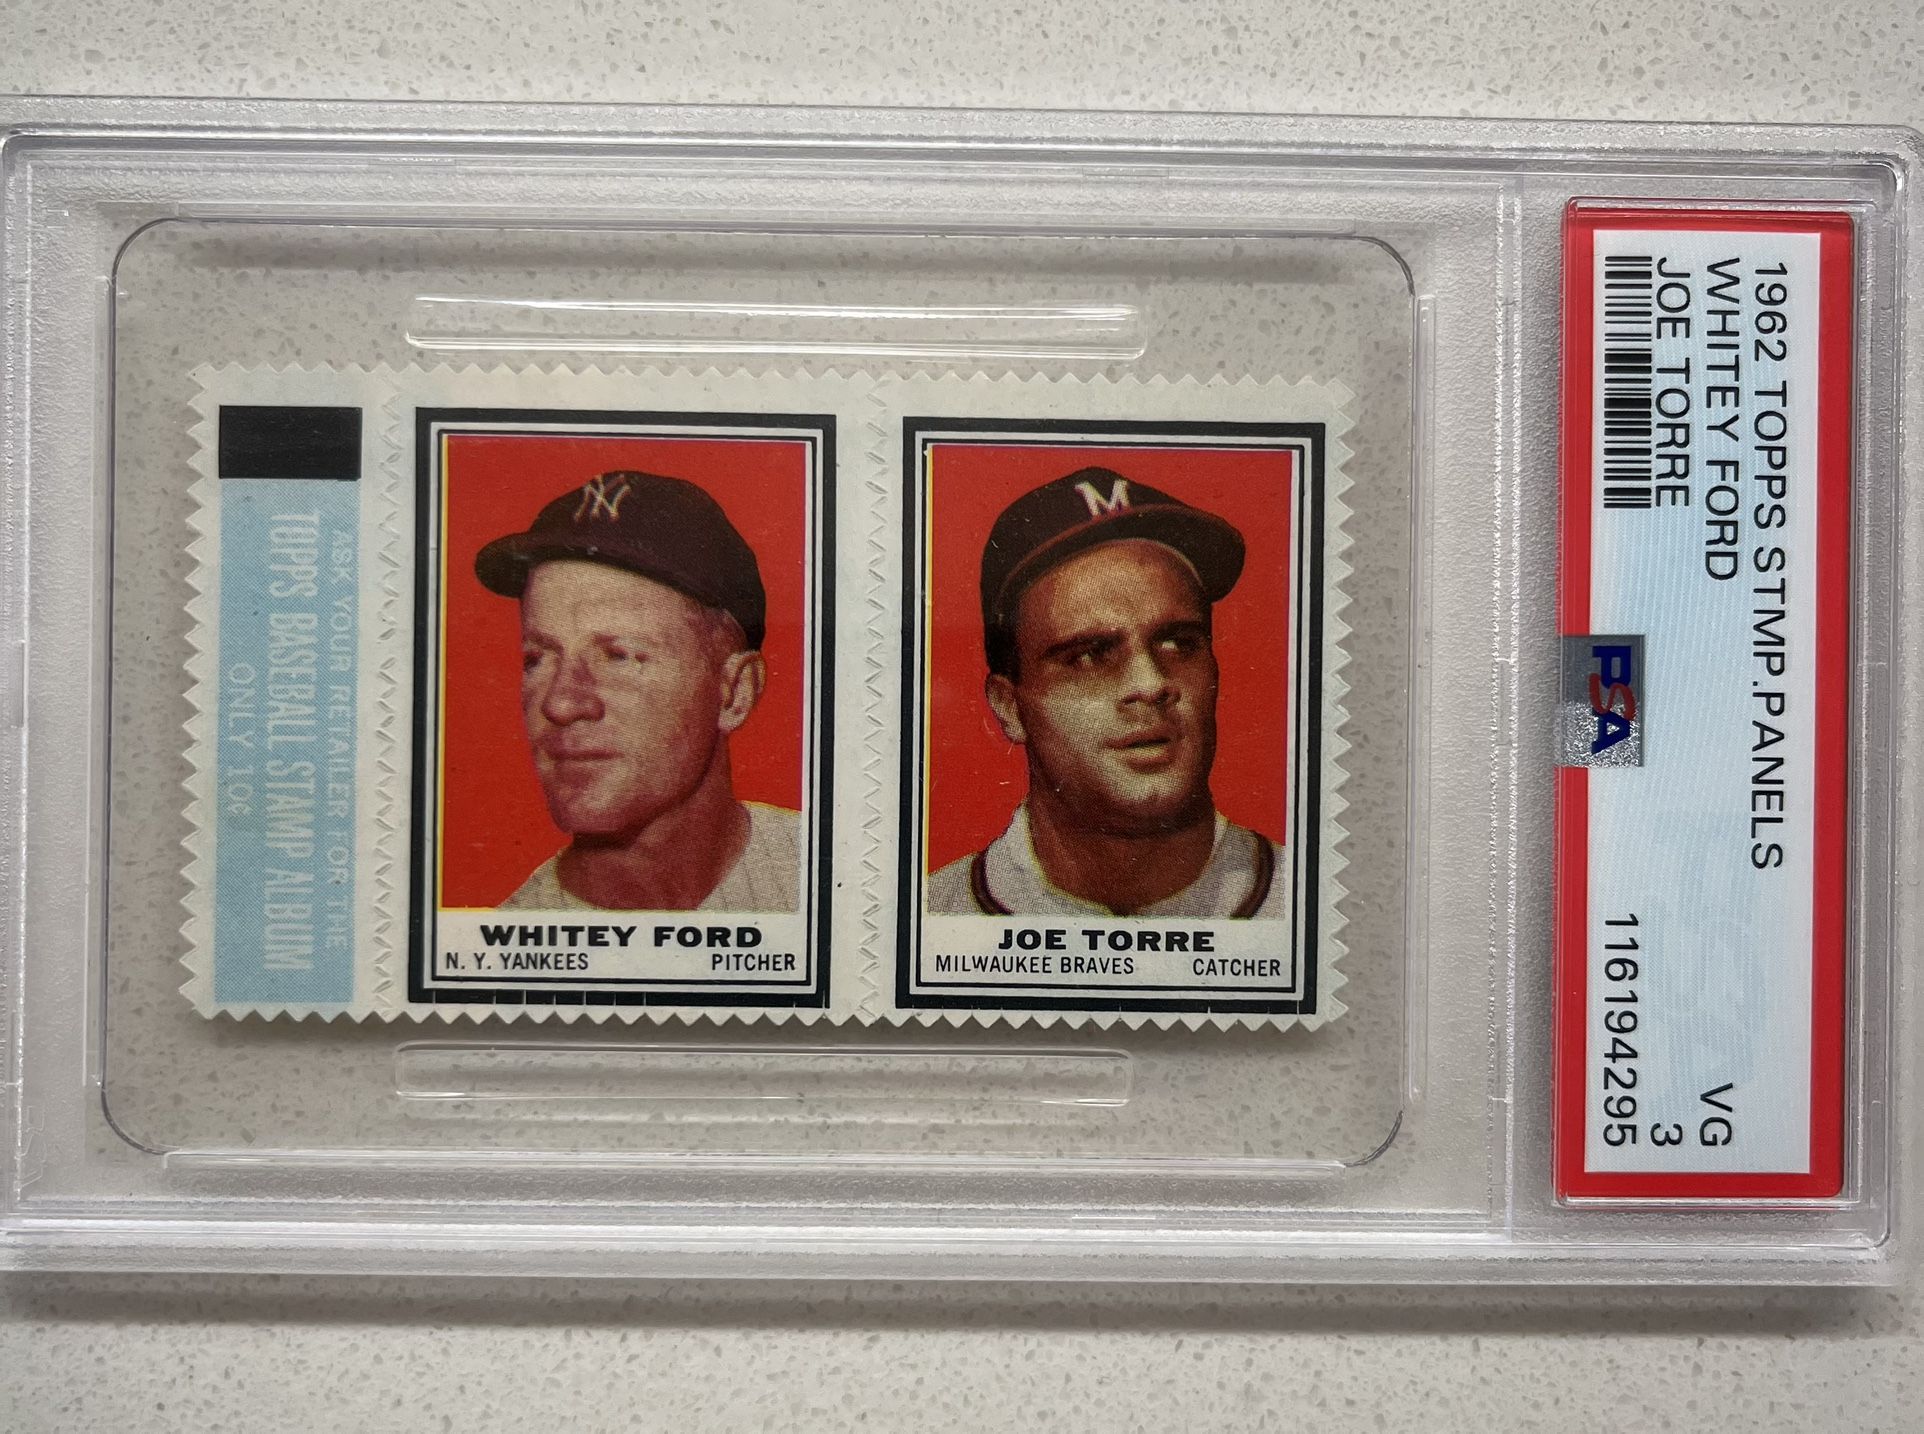 ASK YOUR RETAILER FOR THE
TOPPS BASEBALL STAMP ALBUM
ONLY 10¢
NY
WHITEY FORD
N. Y. YANKEES PITCHER
M
JOE TORRE
MILWAUKEE BRAVES CATCHER
1962 TOPPS STMP.PANELS
WHITEY FORD VG
JOE TORRE 3
116194295
PSA